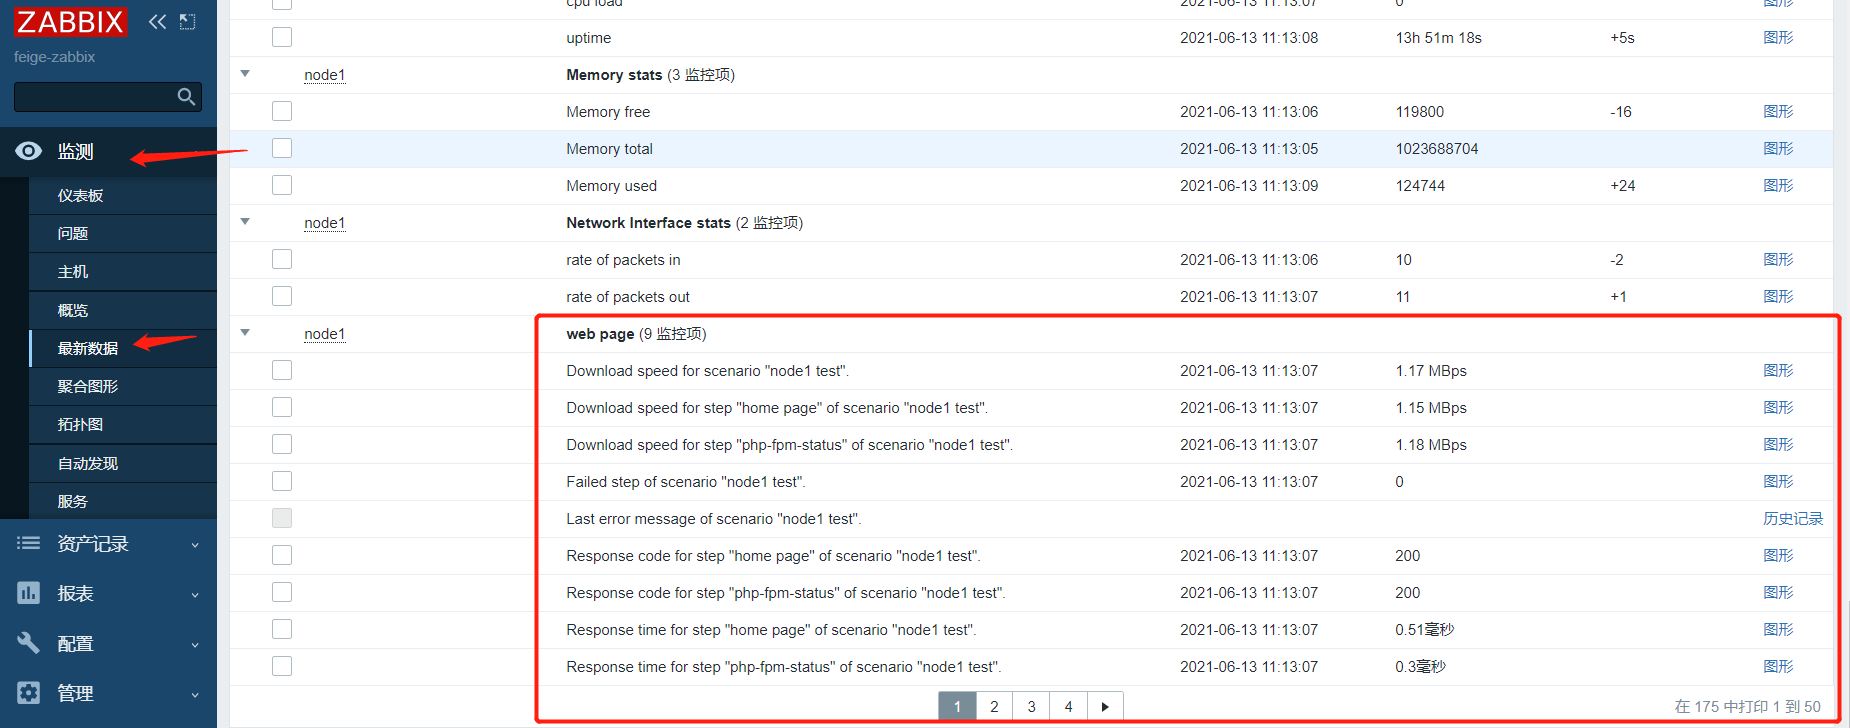 ZABBIX
feige-zabbix
监测
仪表板
问题
主机
概览
最新数据
聚合图形
拓扑图
自动发现
服务
资产记录
报表
配置
管理
cpu load 2021-06-13 11:13:07 0 图形
uptime 2021-06-13 11:13:08 13h 51m 18s +5s 图形
node1 Memory stats (3 监控项)
Memory free 2021-06-13 11:13:06 119800 -16 图形
Memory total 2021-06-13 11:13:05 1023688704 图形
Memory used 2021-06-13 11:13:09 124744 +24 图形
node1 Network Interface stats (2 监控项)
rate of packets in 2021-06-13 11:13:06 10 -2 图形
rate of packets out 2021-06-13 11:13:07 11 +1 图形
node1 web page (9 监控项)
Download speed for scenario "node1 test". 2021-06-13 11:13:07 1.17 MBps 图形
Download speed for step "home page" of scenario "node1 test". 2021-06-13 11:13:07 1.15 MBps 图形
Download speed for step "php-fpm-status" of scenario "node1 test". 2021-06-13 11:13:07 1.18 MBps 图形
Failed step of scenario "node1 test". 2021-06-13 11:13:07 0 图形
Last error message of scenario "node1 test". 历史记录
Response code for step "home page" of scenario "node1 test". 2021-06-13 11:13:07 200 图形
Response code for step "php-fpm-status" of scenario "node1 test". 2021-06-13 11:13:07 200 图形
Response time for step "home page" of scenario "node1 test". 2021-06-13 11:13:07 0.51毫秒 图形
Response time for step "php-fpm-status" of scenario "node1 test". 2021-06-13 11:13:07 0.3毫秒 图形
1 2 3 4
在 175 中打印 1 到 50